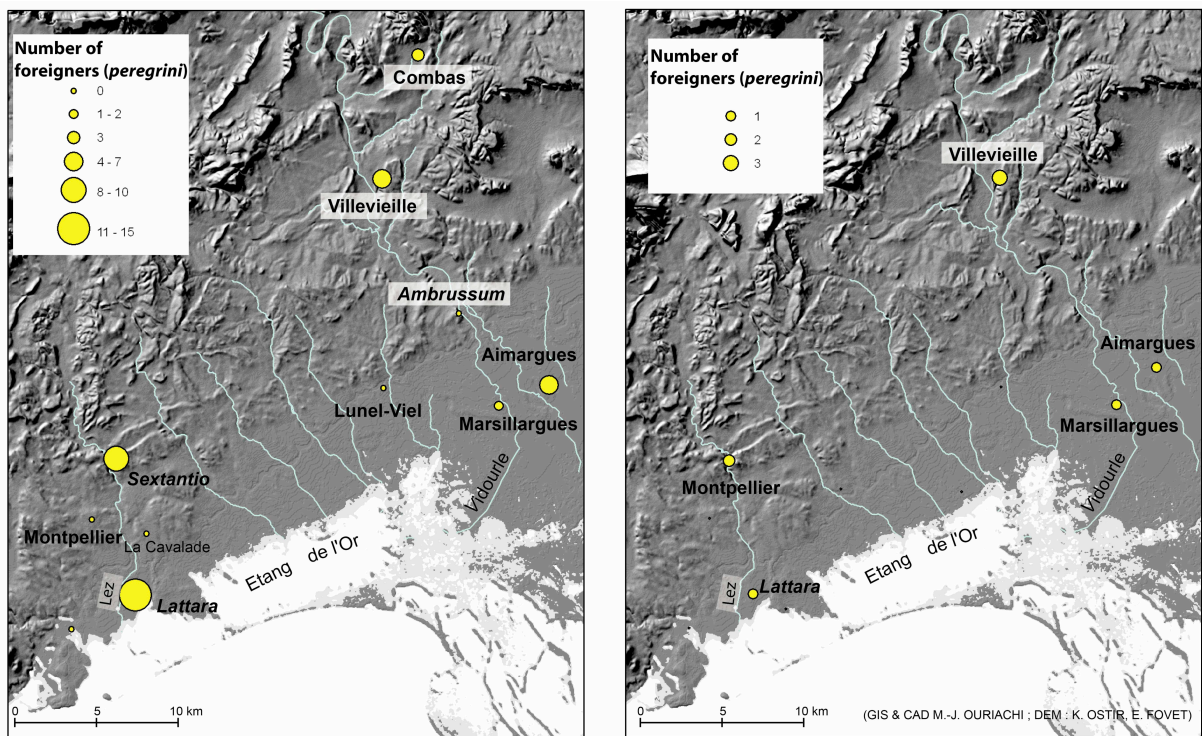 Number of
foreigners (peregrini)
0
1 - 2
3
4 - 7
8 - 10
11 - 15
Combas
Villevieille
Ambrussum
Aimargues
Lunel-Viel
Marsillargues
Sextantio
Vidourle
Montpellier
La Cavalade
Etang de l'Or
Lez
Lattara
0 5 10 km
Number of
foreigners (peregrini)
1
2
3
Villevieille
Aimargues
Marsillargues
Montpellier
Vidourle
Etang de l'Or
Lez
Lattara
0 5 10 km
(GIS & CAD M.-J. OURIACHI ; DEM : K. OSTIR, E. FOVET)